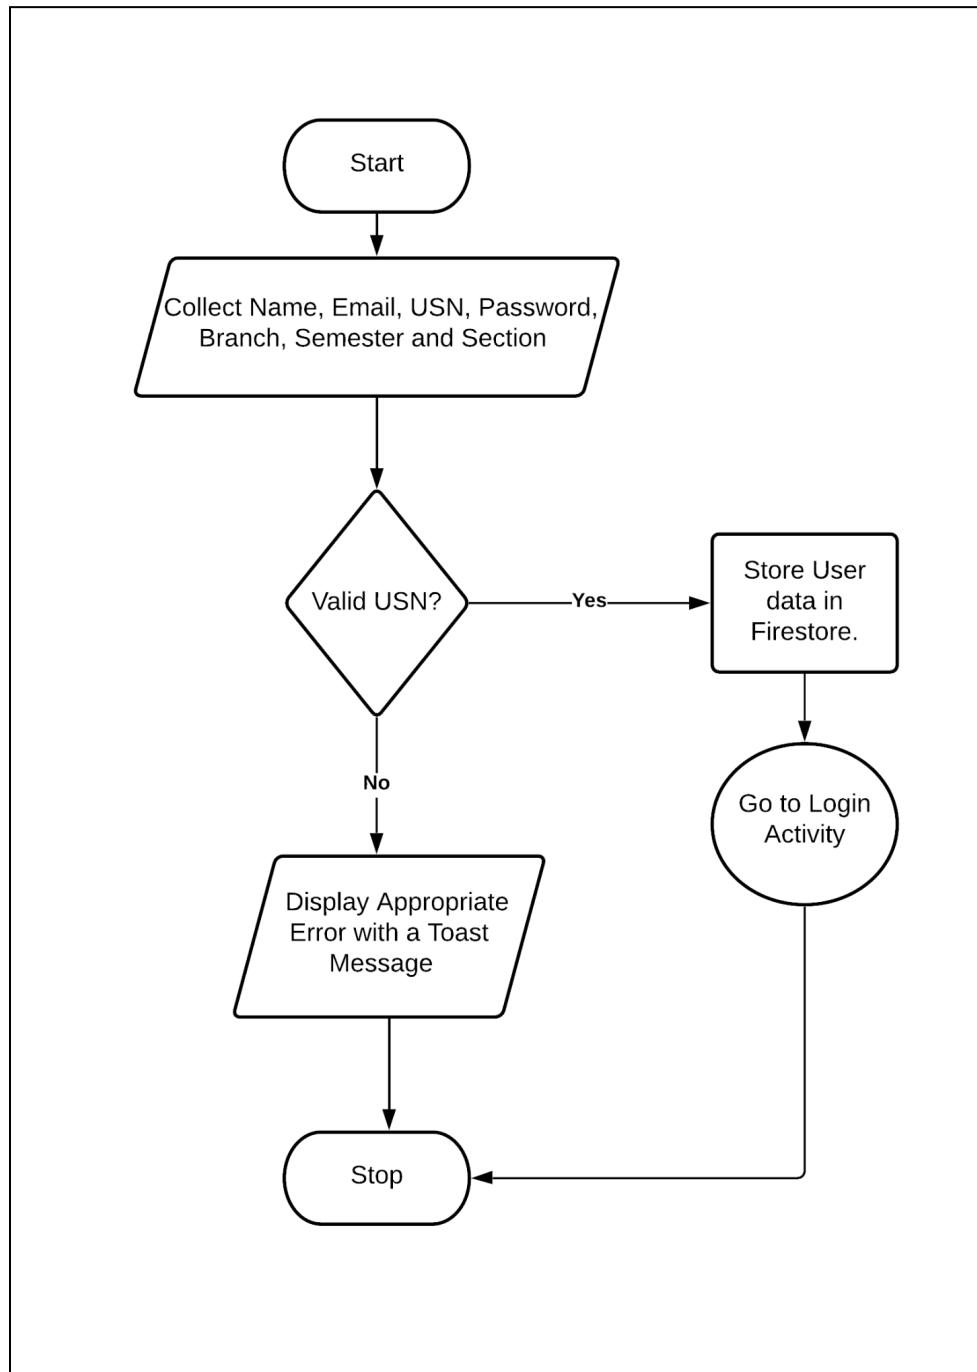 Start
Collect Name, Email, USN, Password,
Branch, Semester and Section
Valid USN?
Yes
Store User
data in
Firestore.
No
Go to Login
Activity
Display Appropriate
Error with a Toast
Message
Stop